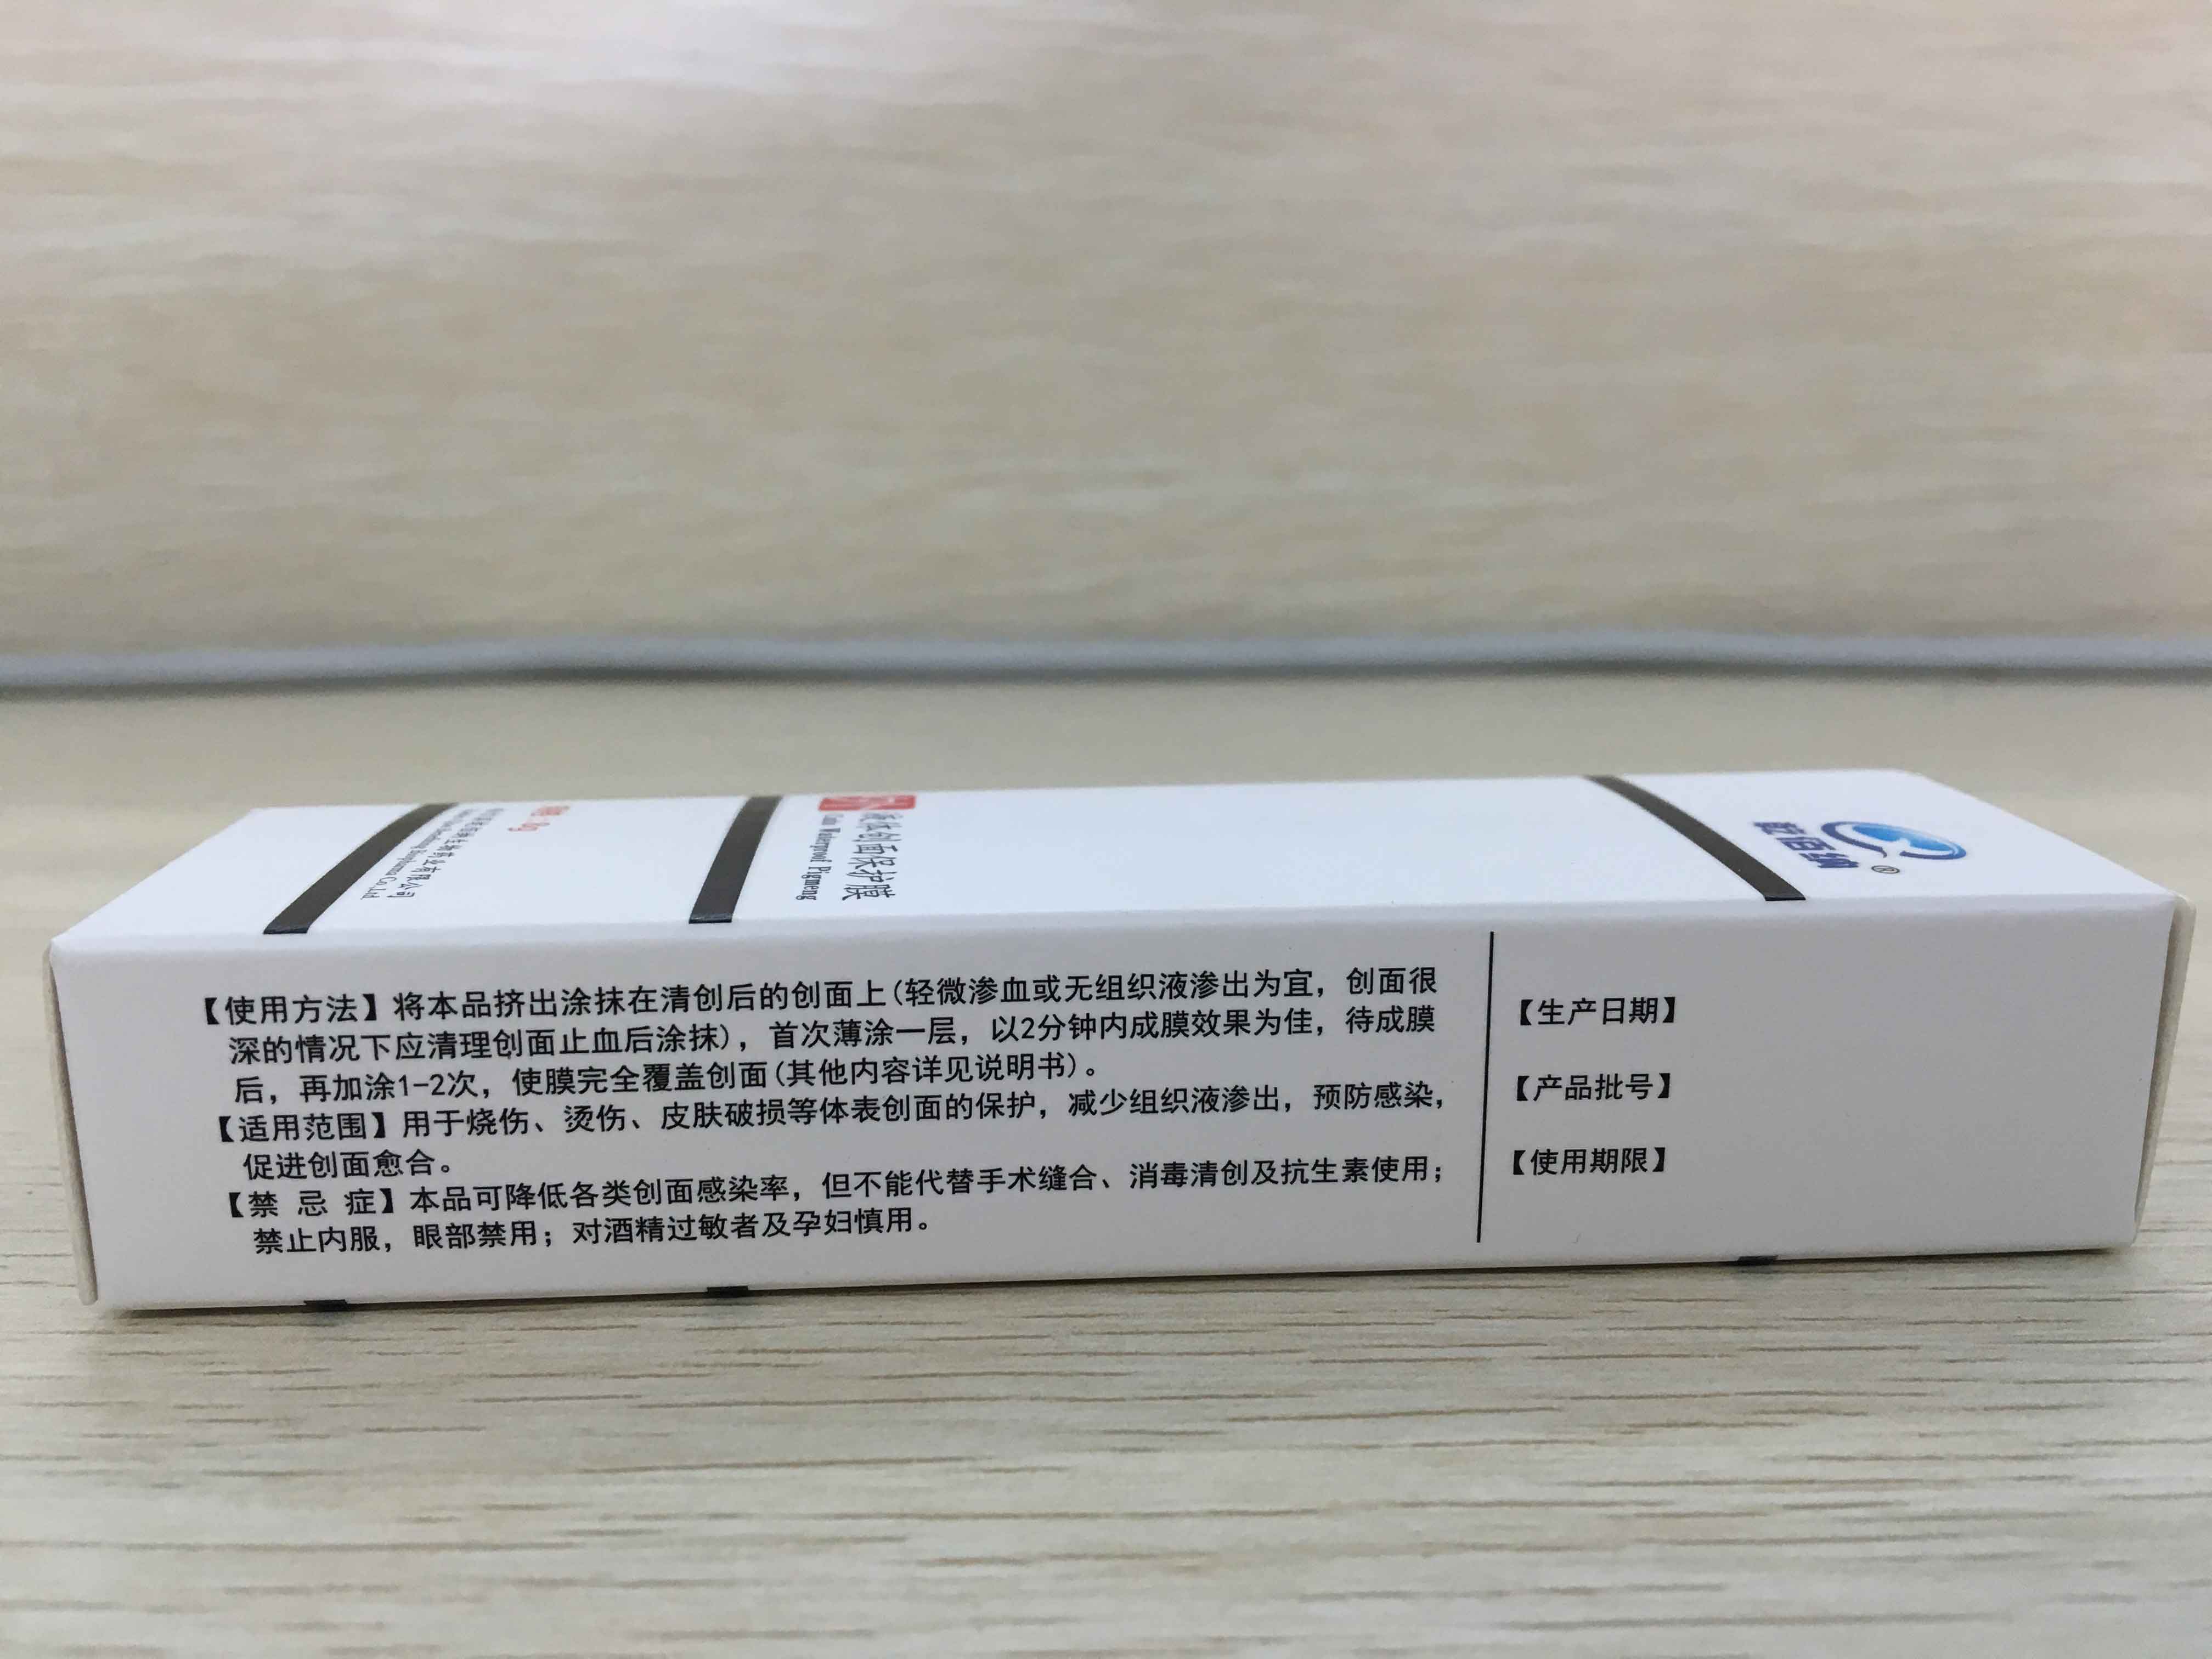 【使用方法】将本品挤出涂抹在清创后的创面上(轻微渗血或无组织液渗出为宜，创面很
深的情况下应清理创面止血后涂抹)，首次薄涂一层，以2分钟内成膜效果为佳，待成膜
后，再加涂1-2次，使膜完全覆盖创面(其他内容详见说明书)。
【适用范围】用于烧伤、烫伤、皮肤破损等体表创面的保护，减少组织液渗出，预防感染，
促进创面愈合。
【禁 忌 症】本品可降低各类创面感染率，但不能代替手术缝合、消毒清创及抗生素使用；
禁止内服，眼部禁用；对酒精过敏者及孕妇慎用。
【生产日期】
【产品批号】
【使用期限】
液体创面保护膜
Waterproof Pigmeng
®